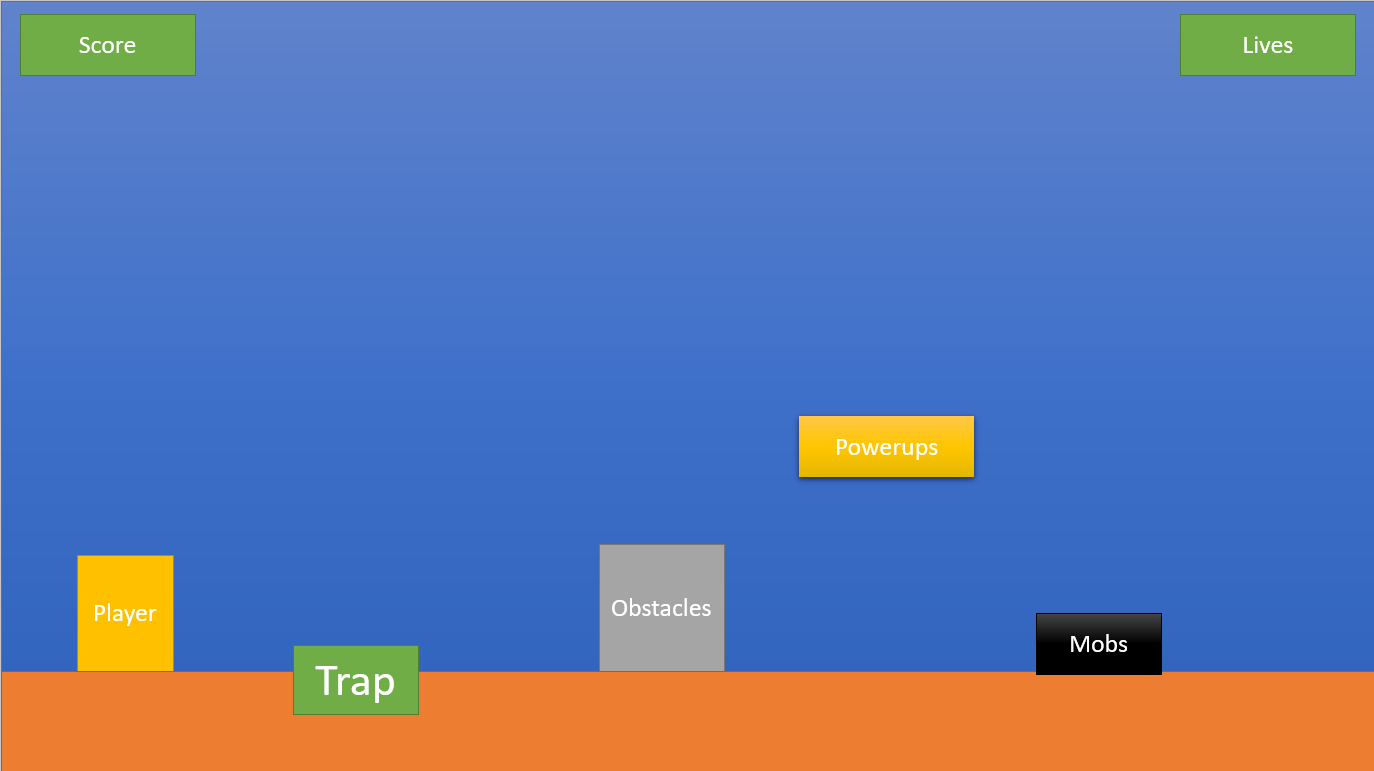 Score
Lives
Powerups
Player
Obstacles
Trap
Mobs